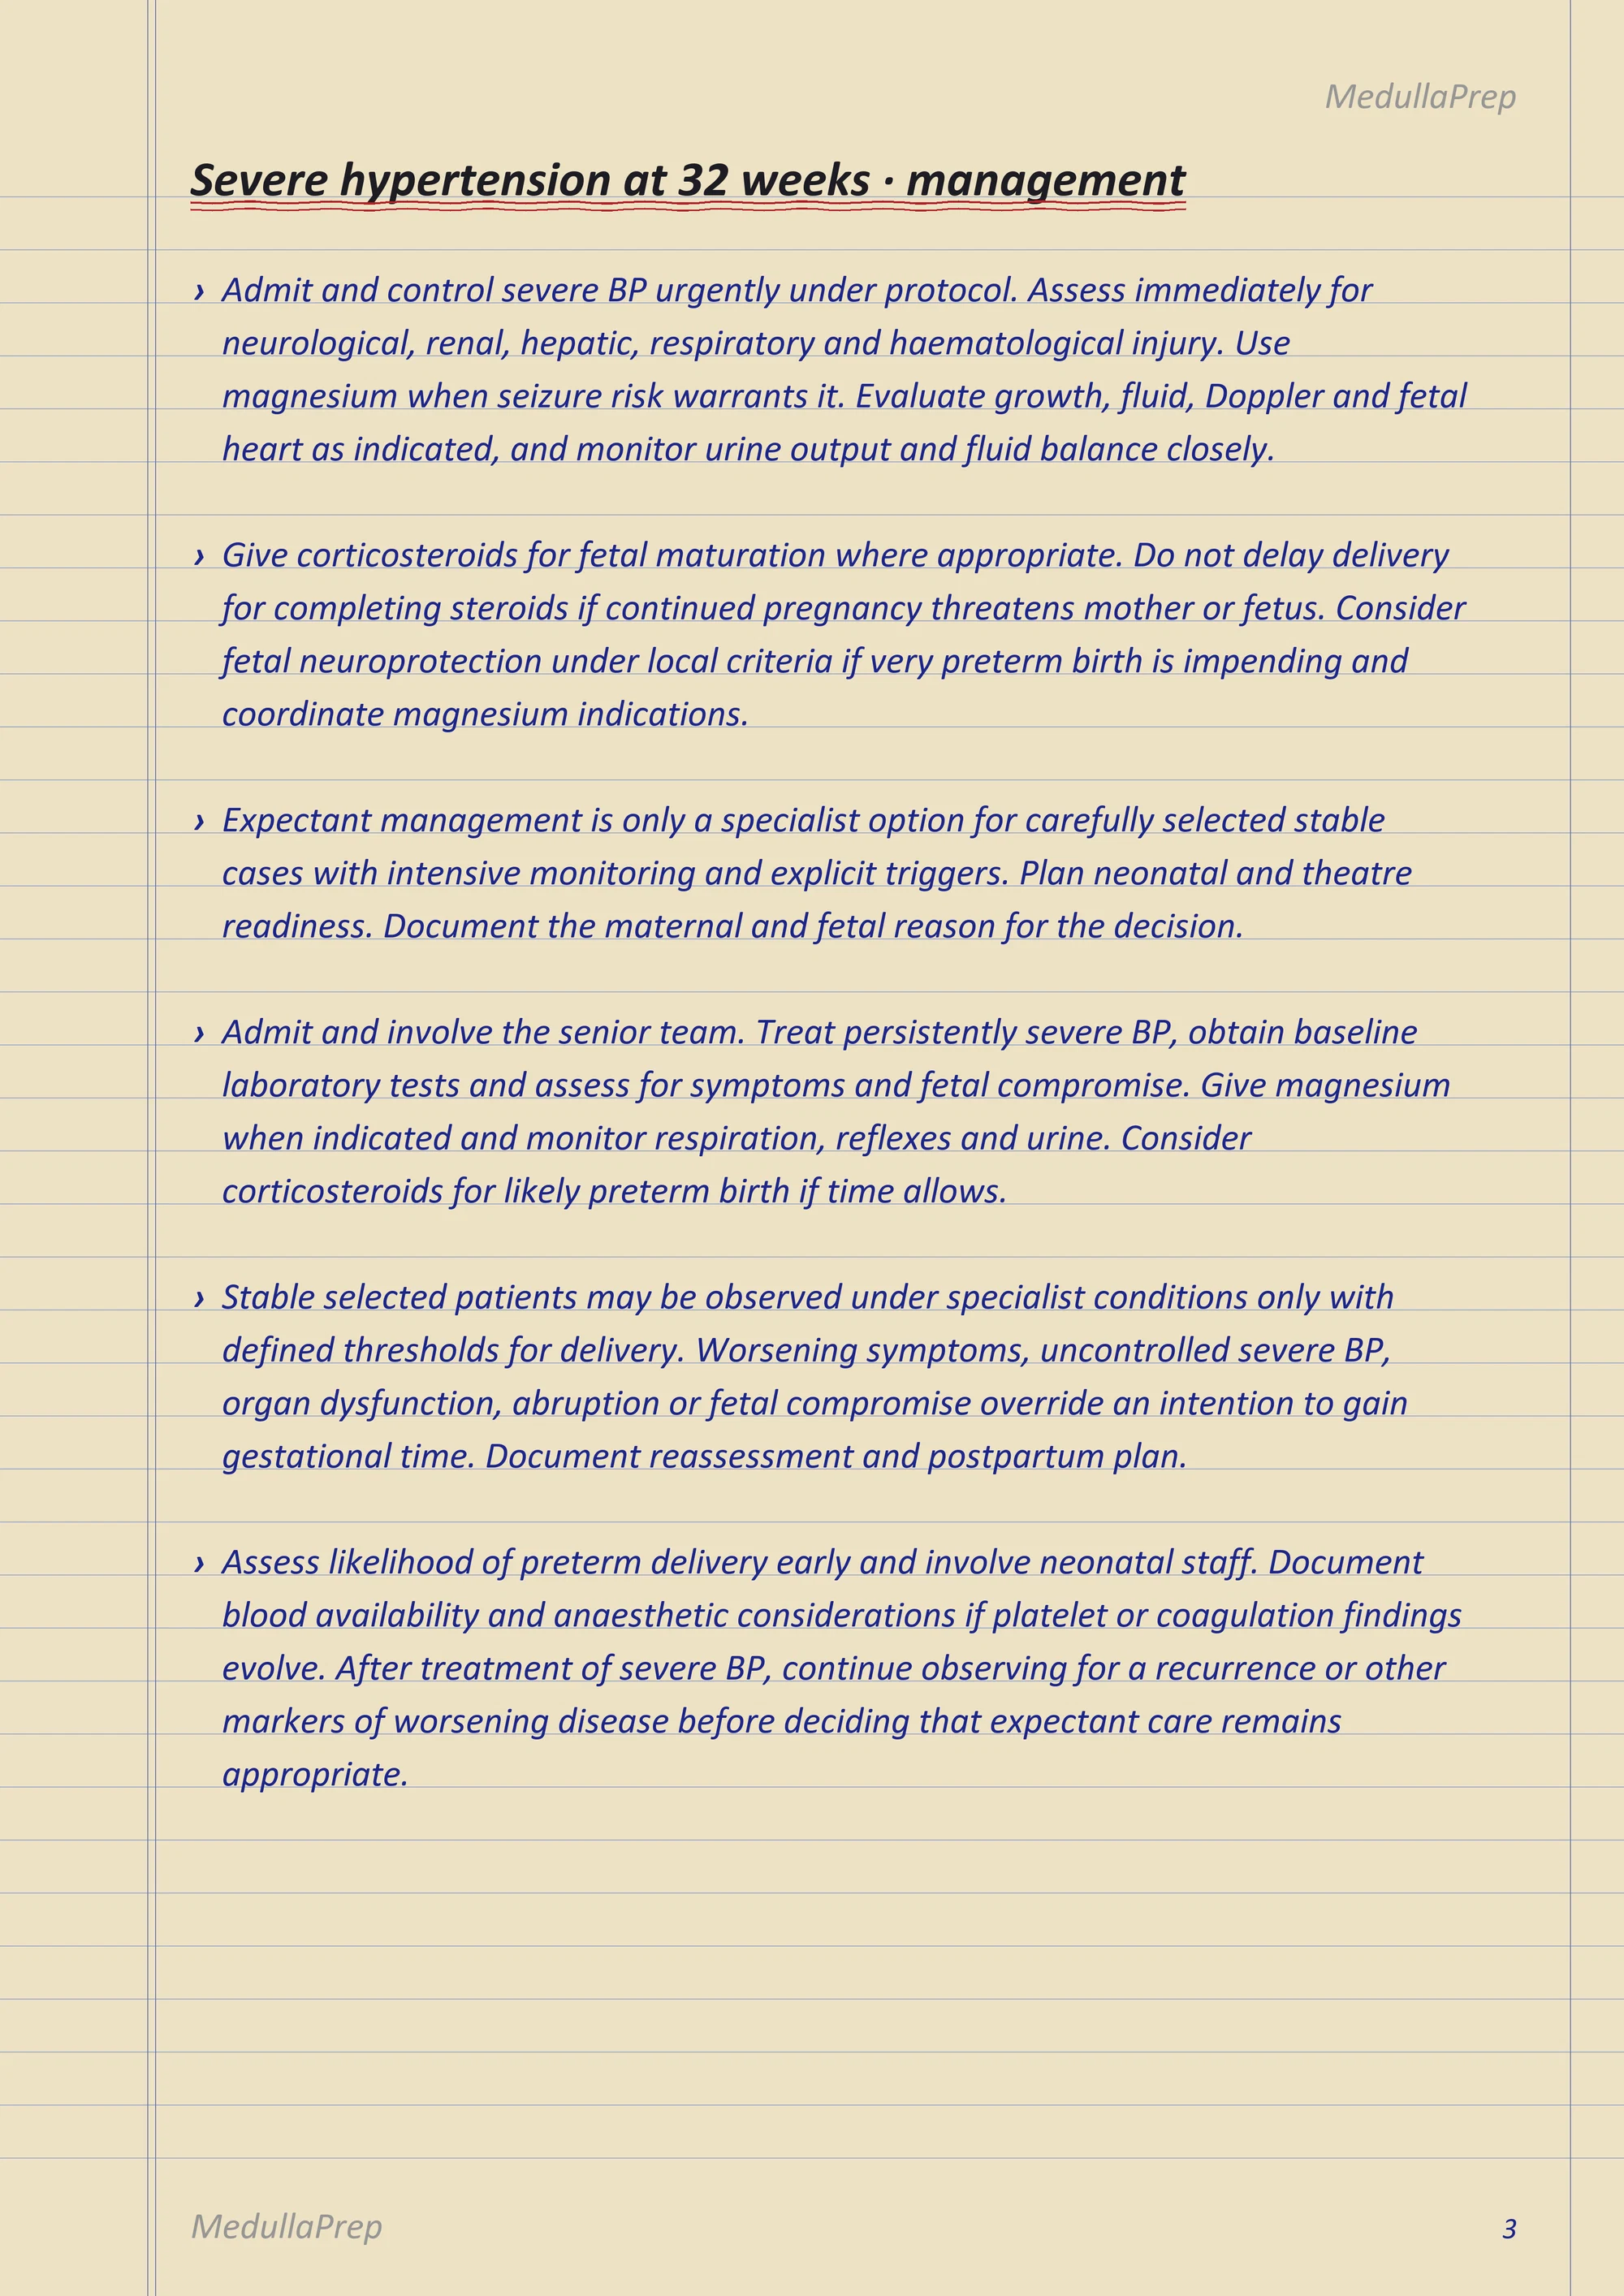 MedullaPrep
Severe hypertension at 32 weeks · management
› Admit and control severe BP urgently under protocol. Assess immediately for
neurological, renal, hepatic, respiratory and haematological injury. Use
magnesium when seizure risk warrants it. Evaluate growth, fluid, Doppler and fetal
heart as indicated, and monitor urine output and fluid balance closely.
› Give corticosteroids for fetal maturation where appropriate. Do not delay delivery
for completing steroids if continued pregnancy threatens mother or fetus. Consider
fetal neuroprotection under local criteria if very preterm birth is impending and
coordinate magnesium indications.
› Expectant management is only a specialist option for carefully selected stable
cases with intensive monitoring and explicit triggers. Plan neonatal and theatre
readiness. Document the maternal and fetal reason for the decision.
› Admit and involve the senior team. Treat persistently severe BP, obtain baseline
laboratory tests and assess for symptoms and fetal compromise. Give magnesium
when indicated and monitor respiration, reflexes and urine. Consider
corticosteroids for likely preterm birth if time allows.
› Stable selected patients may be observed under specialist conditions only with
defined thresholds for delivery. Worsening symptoms, uncontrolled severe BP,
organ dysfunction, abruption or fetal compromise override an intention to gain
gestational time. Document reassessment and postpartum plan.
› Assess likelihood of preterm delivery early and involve neonatal staff. Document
blood availability and anaesthetic considerations if platelet or coagulation findings
evolve. After treatment of severe BP, continue observing for a recurrence or other
markers of worsening disease before deciding that expectant care remains
appropriate.
MedullaPrep
3